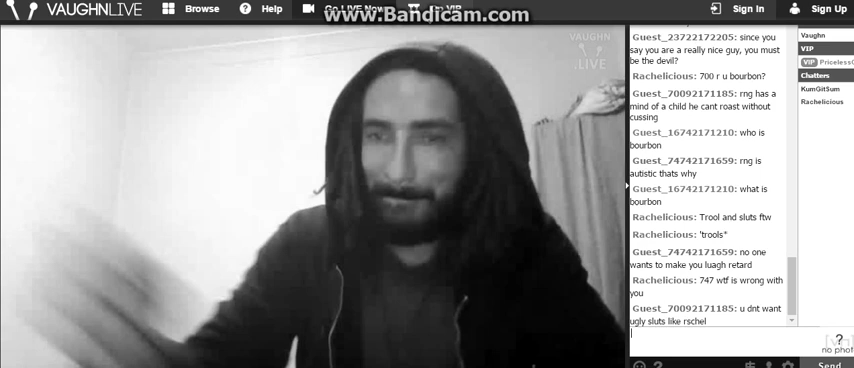 VAUGHNLIVE
Browse
Help
Go LIVE Now
www.Bandicam.com
Sign In
Sign Up
VAUGHN
LIVE
Guest_23722172205: since you
say you are a really nice guy, you must
be the devil?
Rachelicious: 700 r u bourbon?
Guest_70092171185: rng has a
mind of a child he cant roast without
cussing
Guest_16742171210: who is
bourbon
Guest_74742171659: rng is
autistic thats why
Guest_16742171210: what is
bourbon
Rachelicious: Trool and sluts ftw
Rachelicious: 'trools*
Guest_74742171659: no one
wants to make you luagh retard
Rachelicious: 747 wtf is wrong with
you
Guest_70092171185: u dnt want
ugly sluts like rschel
Vaughn
VIP
VIP
Chatters
KumGitSum
Rachelicious
?
no phot
Send